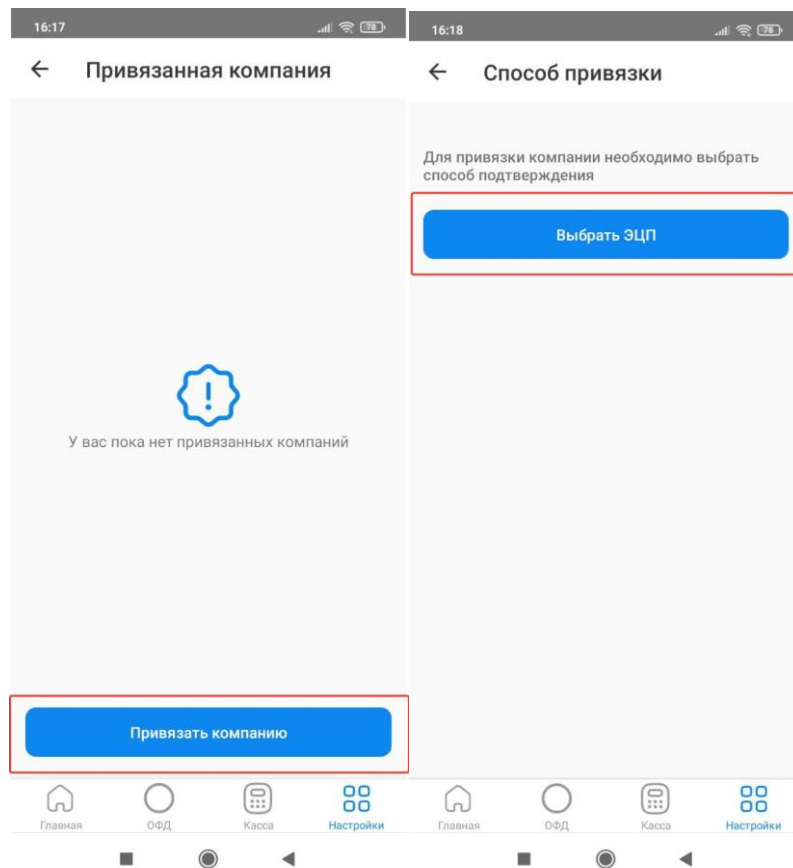 16:17
78
Привязанная компания
У вас пока нет привязанных компаний
Привязать компанию
Главная
ОФД
Касса
Настройки
16:18
78
Способ привязки
Для привязки компании необходимо выбрать
способ подтверждения
Выбрать ЭЦП
Главная
ОФД
Касса
Настройки